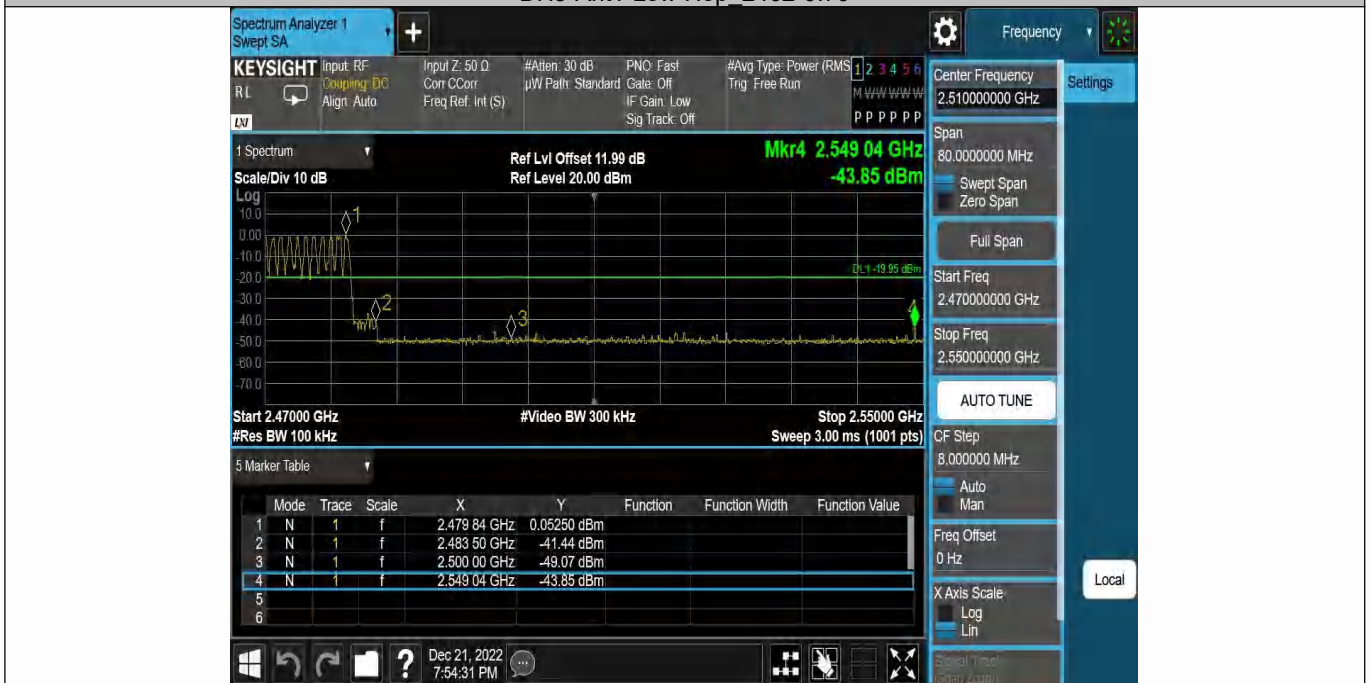 Spectrum Analyzer 1
Swept SA
+
Frequency
KEYSIGHT
RL
LXI
Input: RF
Coupling: DC
Align: Auto
Input Z: 50 Ω
Corr CCorr
Freq Ref: Int (S)
#Atten: 30 dB
µW Path: Standard
PNO: Fast
Gate: Off
IF Gain: Low
Sig Track: Off
#Avg Type: Power (RMS
Trig: Free Run
1 2 3 4 5 6
M W W W W W
P P P P P P
1 Spectrum
Scale/Div 10 dB
Ref Lvl Offset 11.99 dB
Ref Level 20.00 dBm
Mkr4 2.549 04 GHz
-43.85 dBm
Log
10.0
0.00
-10.0
-20.0
-30.0
-40.0
-50.0
-60.0
-70.0
1
2
3
4
DL1 -19.95 dBm
Start 2.47000 GHz
#Video BW 300 kHz
Stop 2.55000 GHz
#Res BW 100 kHz
Sweep 3.00 ms (1001 pts)
5 Marker Table
Mode Trace Scale X Y Function Function Width Function Value
1 N 1 f 2.479 84 GHz 0.05250 dBm
2 N 1 f 2.483 50 GHz -41.44 dBm
3 N 1 f 2.500 00 GHz -49.07 dBm
4 N 1 f 2.549 04 GHz -43.85 dBm
5
6
?
Dec 21, 2022
7:54:31 PM
Center Frequency
2.510000000 GHz
Settings
Span
80.0000000 MHz
Swept Span
Zero Span
Full Span
Start Freq
2.470000000 GHz
Stop Freq
2.550000000 GHz
AUTO TUNE
CF Step
8.000000 MHz
Auto
Man
Freq Offset
0 Hz
Local
X Axis Scale
Log
Lin
Signal Track
(Span Zoom)